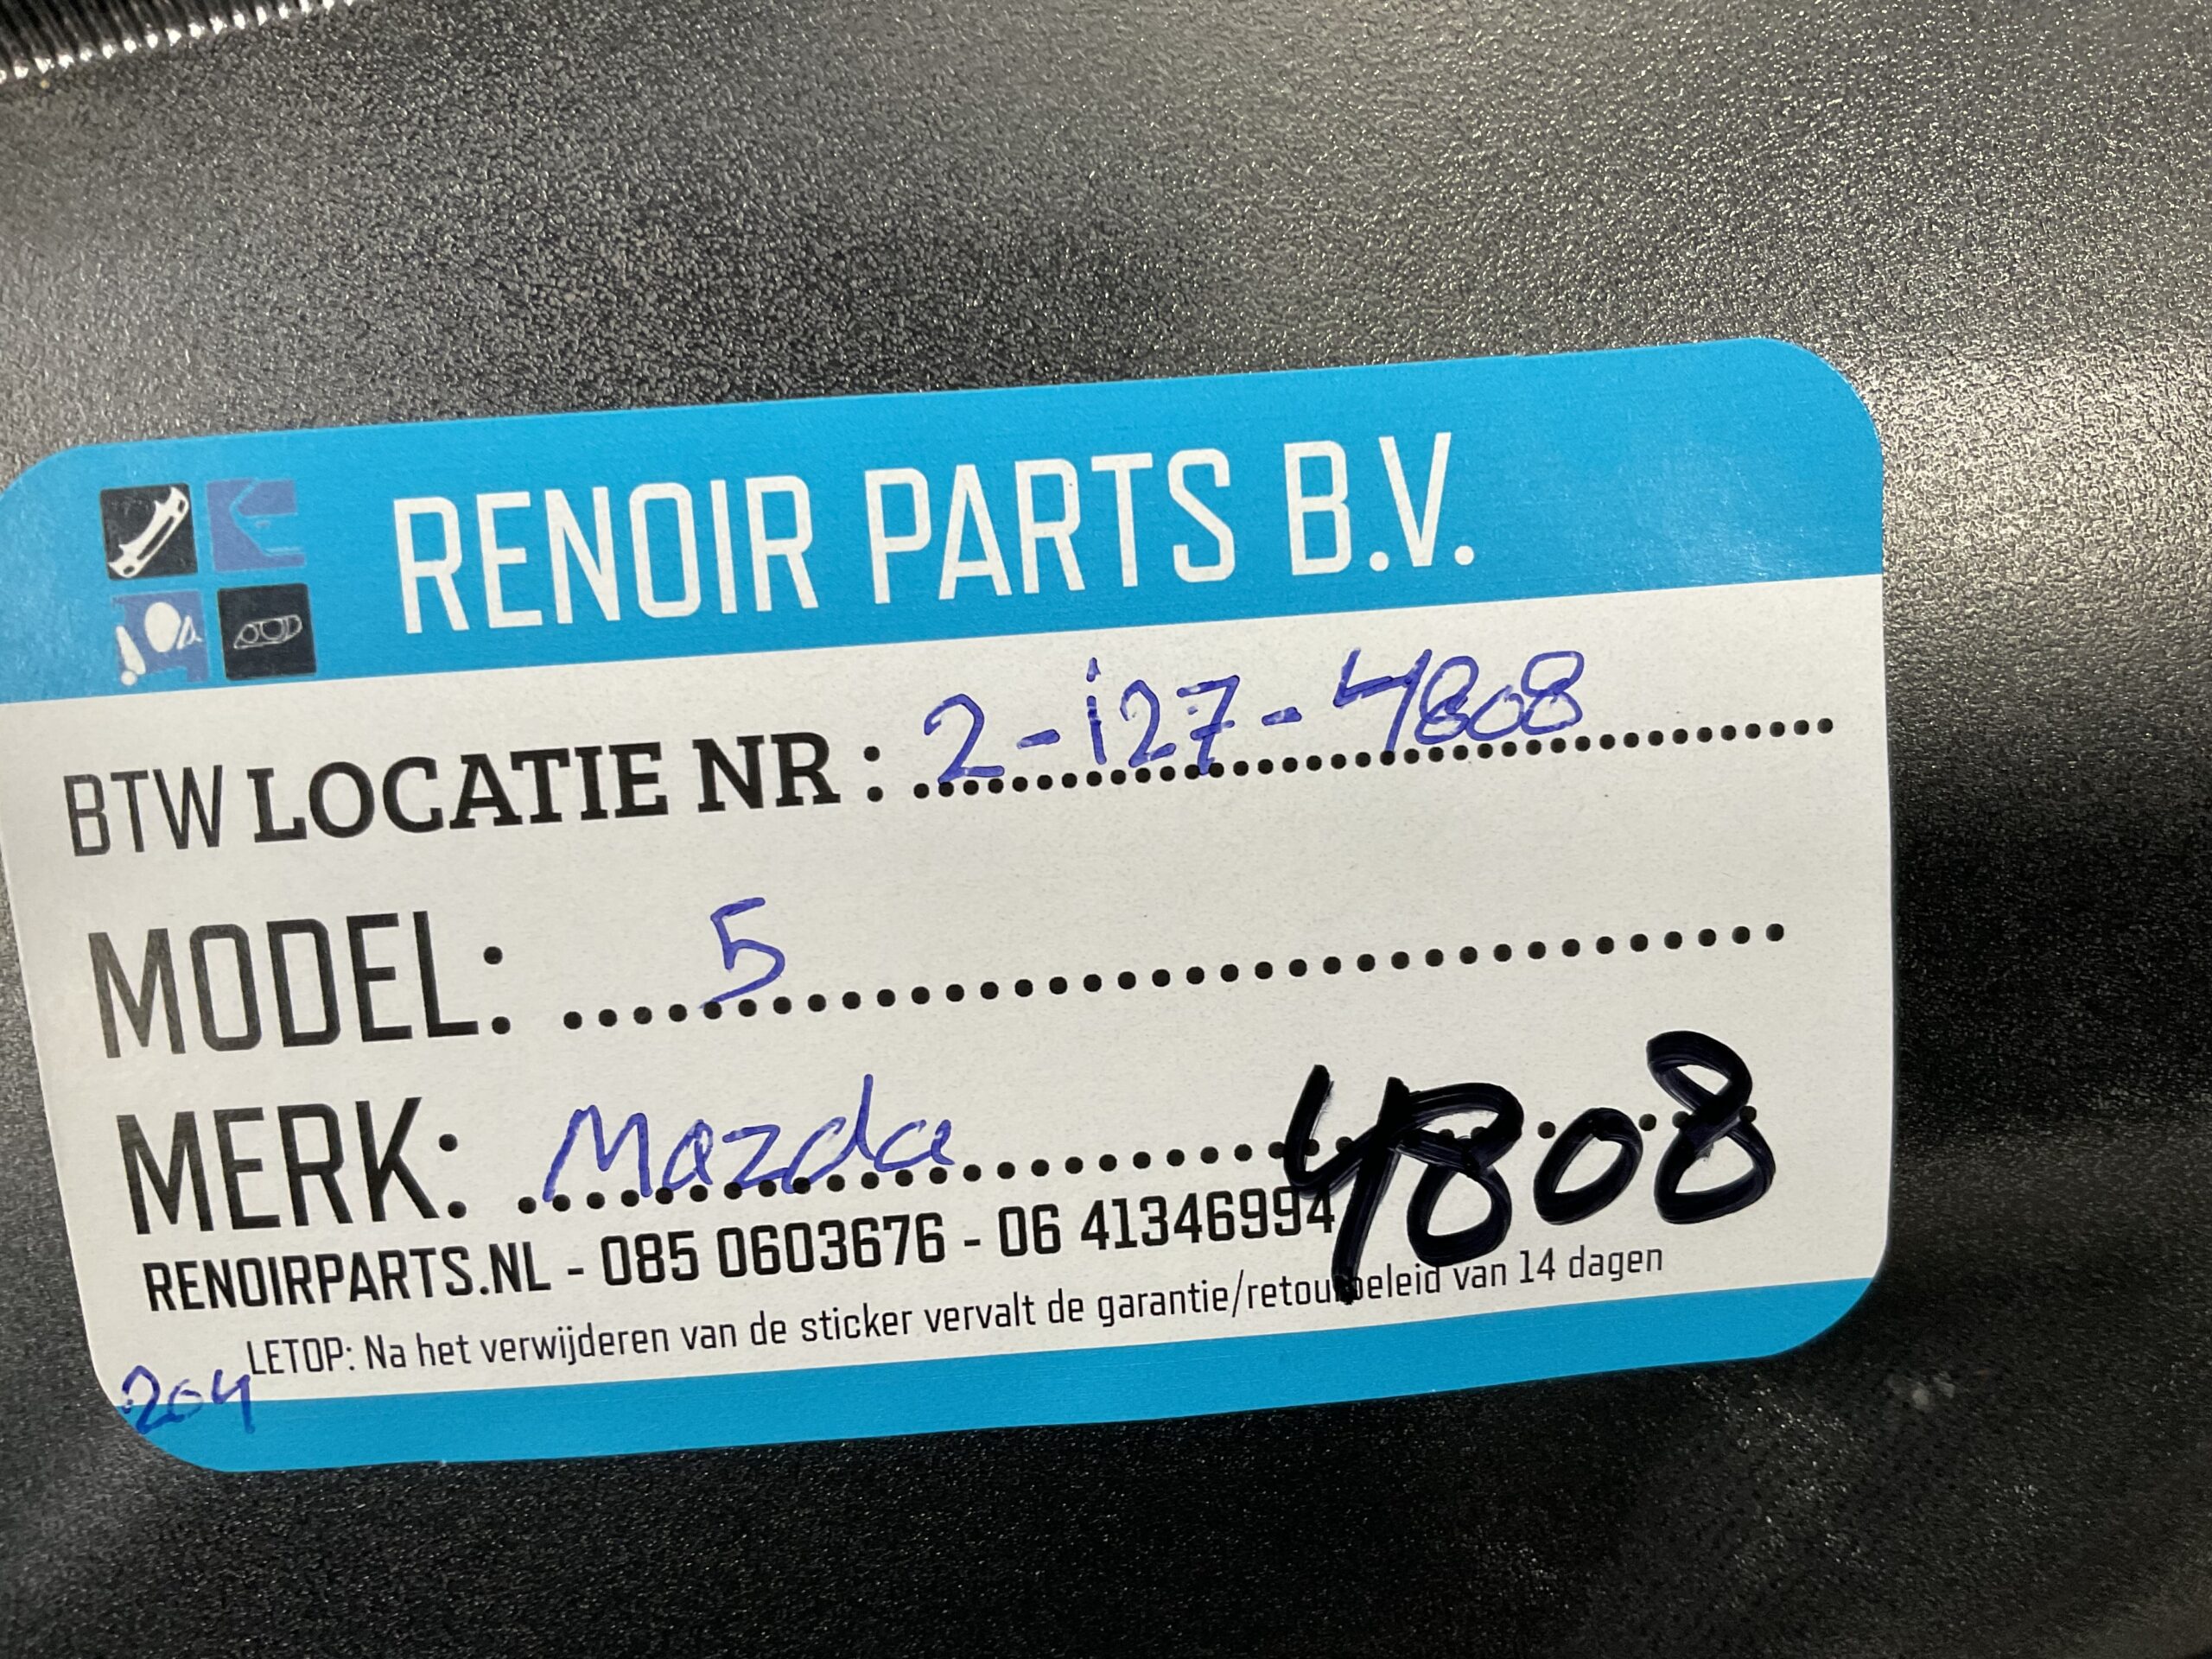 RENOIR PARTS B.V.
BTW LOCATIE NR : 2-i27-4808
MODEL: 5
MERK: Mazda
4808
RENOIRPARTS.NL - 085 0603676 - 06 41346994
LETOP: Na het verwijderen van de sticker vervalt de garantie/retourbeleid van 14 dagen
204